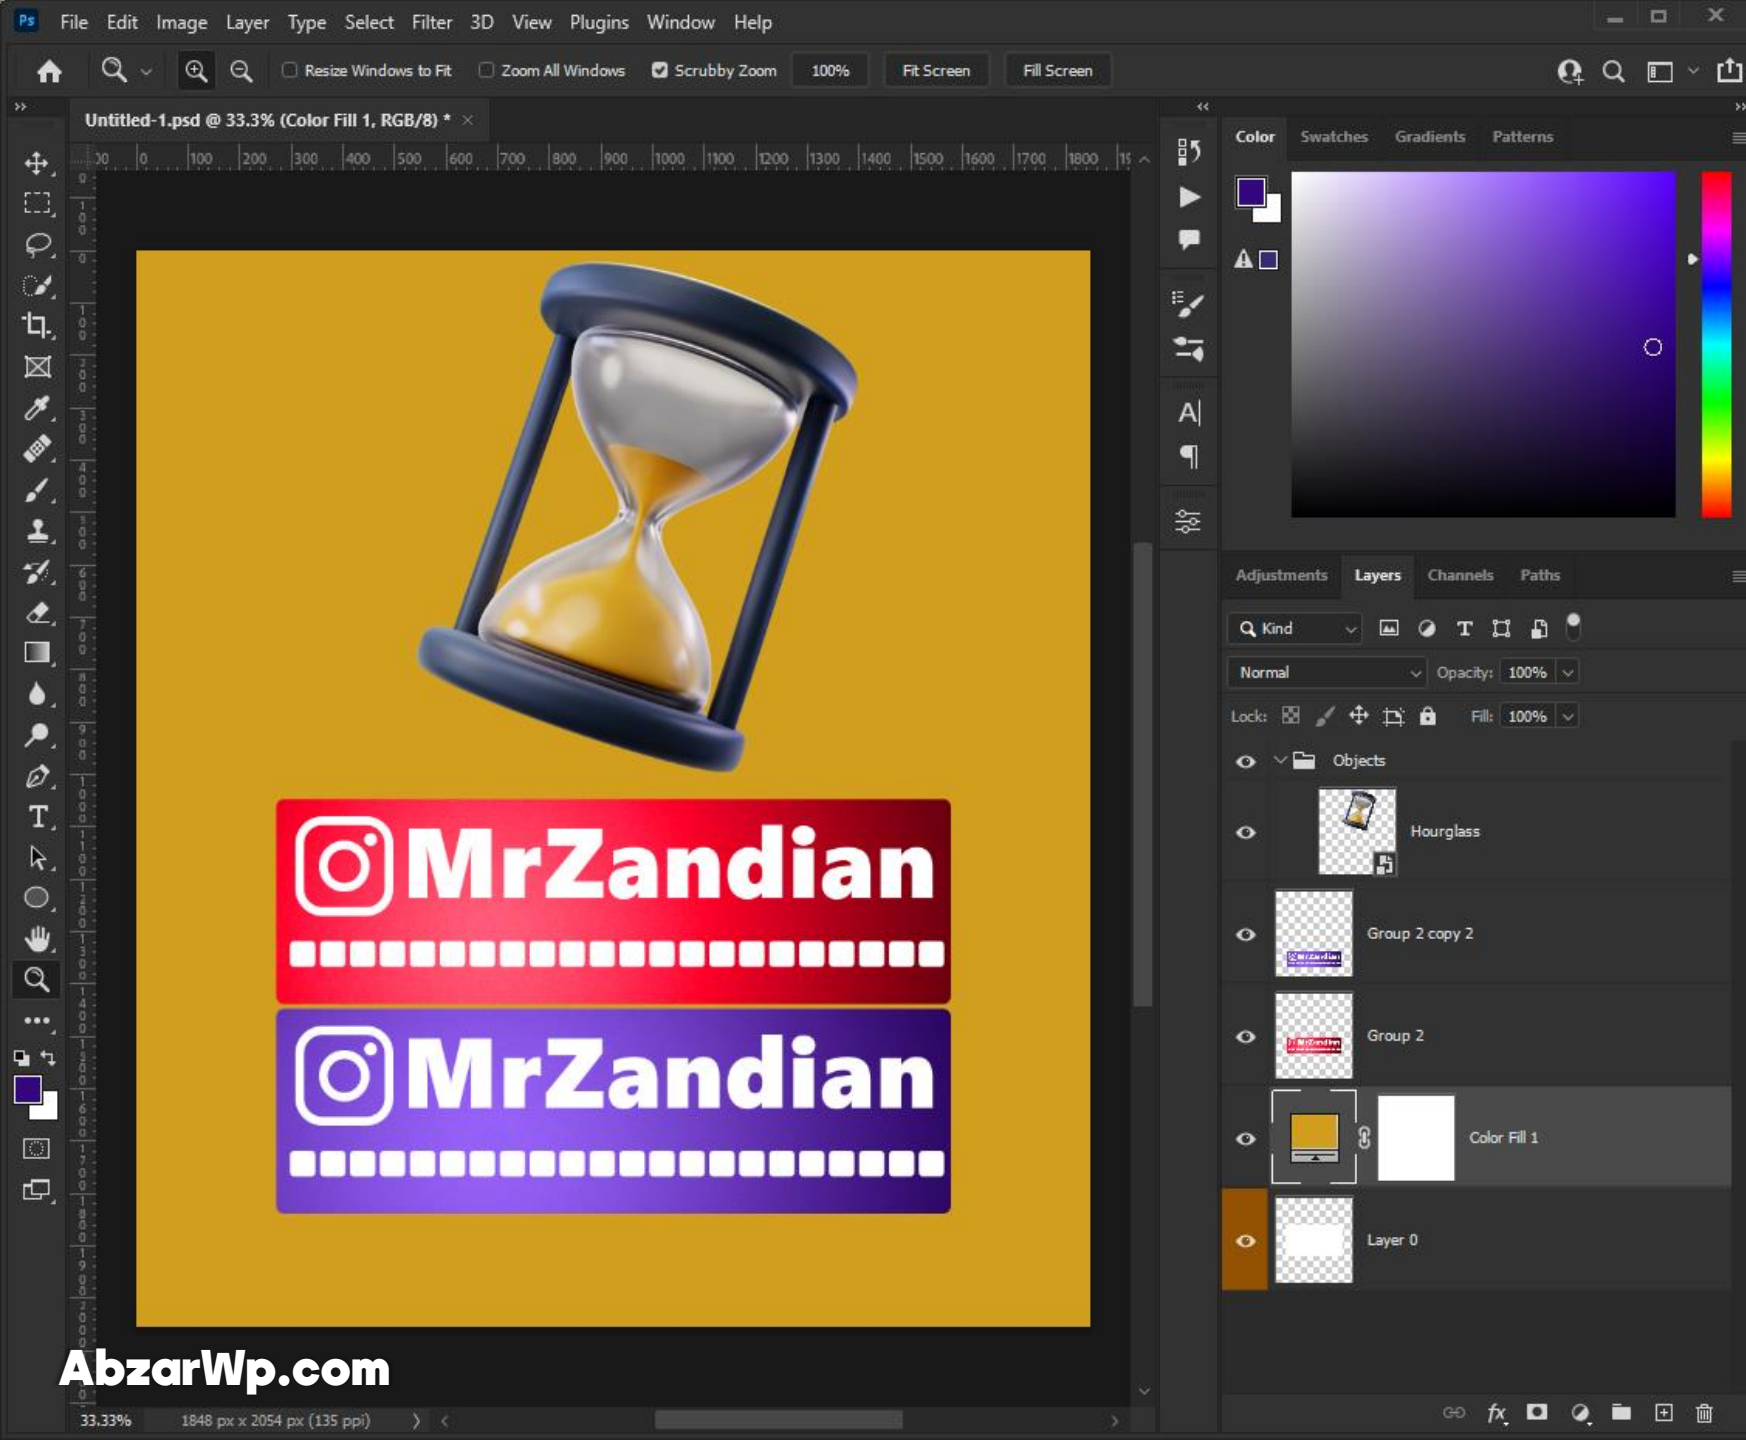 Ps File Edit Image Layer Type Select Filter 3D View Plugins Window Help
Resize Windows to Fit Zoom All Windows Scrubby Zoom 100% Fit Screen Fill Screen
Untitled-1.psd @ 33.3% (Color Fill 1, RGB/8) *
0 100 200 300 400 500 600 700 800 900 1000 1100 1200 1300 1400 1500 1600 1700 1800
Color Swatches Gradients Patterns
Adjustments Layers Channels Paths
Kind
Normal Opacity: 100%
Lock: Fill: 100%
Objects
Hourglass
Group 2 copy 2
Group 2
Color Fill 1
Layer 0
MrZandian
MrZandian
AbzarWp.com
33.33% 1848 px x 2054 px (135 ppi)